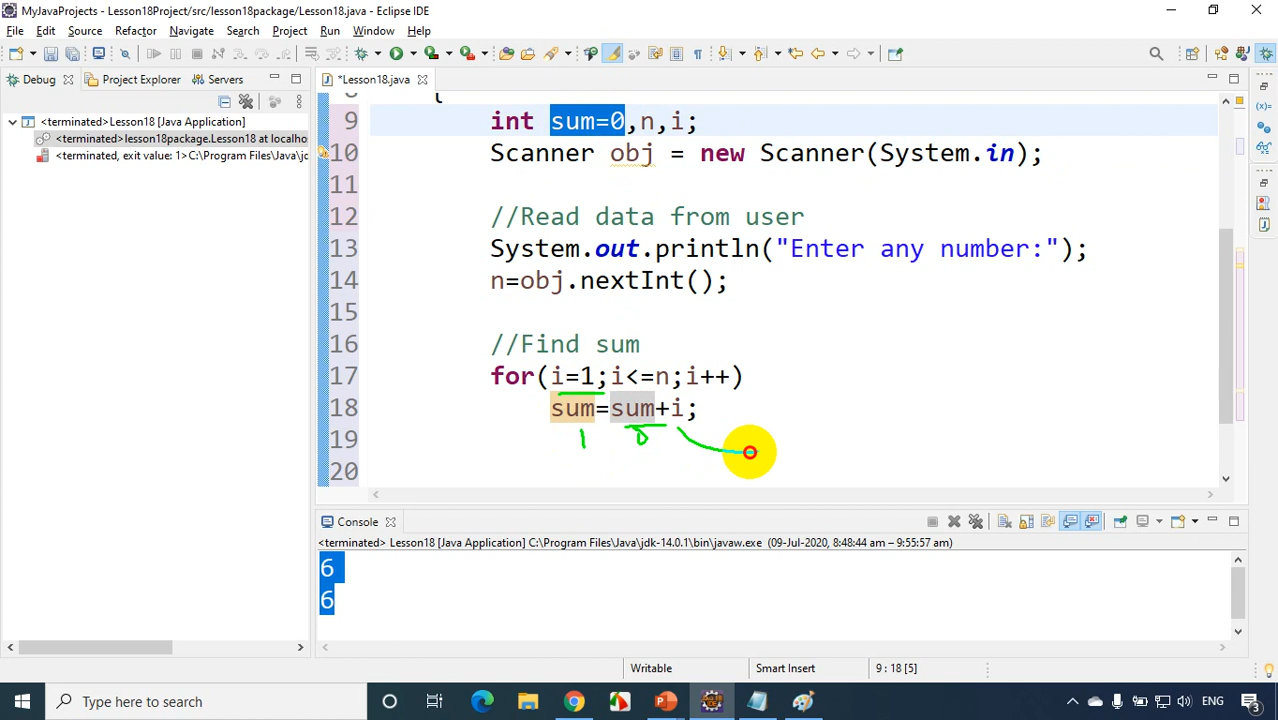 MyJavaProjects - Lesson18Project/src/lesson18package/Lesson18.java - Eclipse IDE
File Edit Source Refactor Navigate Search Project Run Window Help
Debug Project Explorer Servers
*Lesson18.java
<terminated>Lesson18 [Java Application]
<terminated>lesson18package.Lesson18 at localho
<terminated, exit value: 1>C:\Program Files\Java\jd
8 {
9 int sum=0,n,i;
10 Scanner obj = new Scanner(System.in);
11
12 //Read data from user
13 System.out.println("Enter any number:");
14 n=obj.nextInt();
15
16 //Find sum
17 for(i=1;i<=n;i++)
18 sum=sum+i;
19 1 0
20
Console
<terminated> Lesson18 [Java Application] C:\Program Files\Java\jdk-14.0.1\bin\javaw.exe (09-Jul-2020, 8:48:44 am – 9:55:57 am)
6
6
Writable Smart Insert 9 : 18 [5]
Type here to search ENG 3